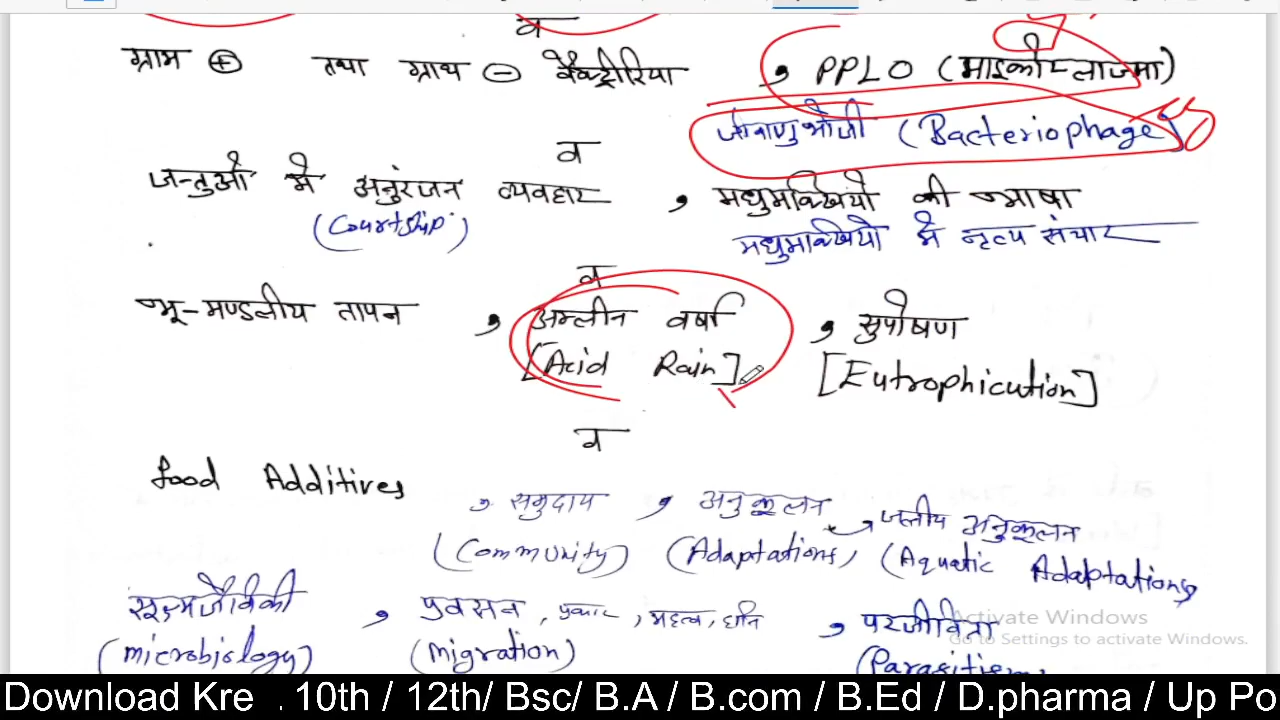 व
ग्राम ⊕ तथा ग्राम ⊖ बैक्ट्रीरिया , PPLO (माइकोप्लाज्मा)
जीवाणुभोजी (Bacteriophage)
व
जन्तुओं में अनुरंजन व्यवहार , मधुमक्खियों की भाषा
(Courtship) मधुमक्खियों में नृत्य संचार
व
भू-मण्डलीय तापन , अम्लीन वर्षा , सुपोषण
[Acid Rain] [Eutrophicution]
व
food Additives , समुदाय , अनुकूलन , जलीय अनुकूलन
(Community) (Adaptations) (Aquatic Adaptations)
सूक्ष्मजैविकी , प्रवसन , प्रकार , महत्व , हानि , परजीविता
(microbiology) (migration) (Parasitism
Activate Windows
Go to Settings to activate Windows.
Download Kre . 10th / 12th/ Bsc/ B.A / B.com / B.Ed / D.pharma / Up Po